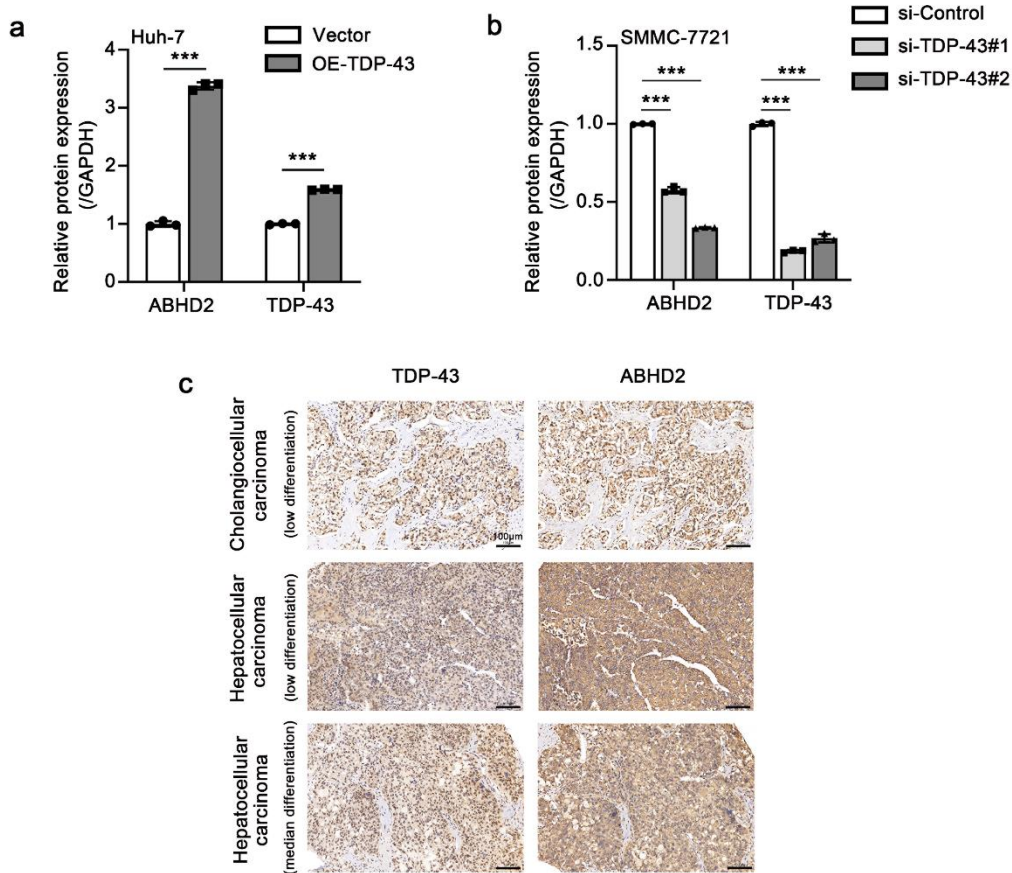 a
Huh-7
Vector
OE-TDP-43
Relative protein expression
(/GAPDH)
4
3
2
1
0
***
***
ABHD2
TDP-43
b
SMMC-7721
si-Control
si-TDP-43#1
si-TDP-43#2
Relative protein expression
(/GAPDH)
1.5
1.0
0.5
0.0
***
***
***
***
ABHD2
TDP-43
c
TDP-43
ABHD2
Cholangiocellular
carcinoma
(low differentiation)
100μm
Hepatocellular
carcinoma
(low differentiation)
Hepatocellular
carcinoma
(median differentiation)